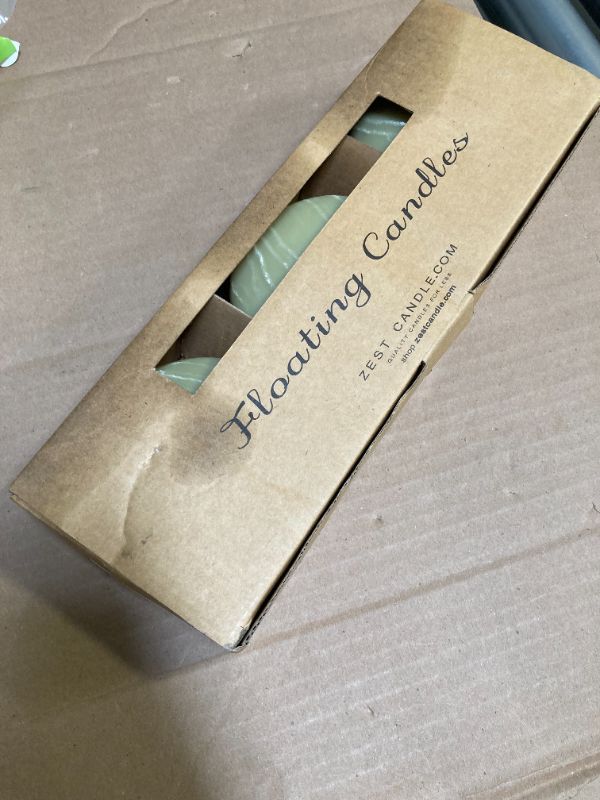 Floating Candles
ZEST CANDLE.COM
QUALITY CANDLES FOR LESS
shop zestcandle.com